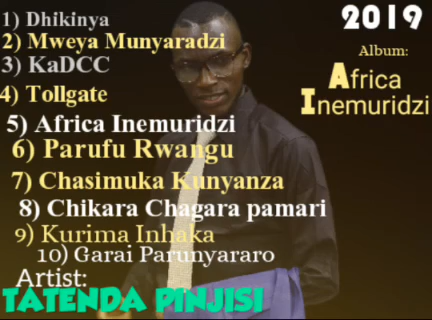 1) Dhikinya
2) Mweya Munyaradzi
3) KaDCC
4) Tollgate
5) Africa Inemuridzi
6) Parufu Rwangu
7) Chasimuka Kunyanza
8) Chikara Chagara pamari
9) Kurima Inhaka
10) Garai Parunyararo
Artist:
TATENDA PINJISI
2019
Album:
Africa
Inemuridzi